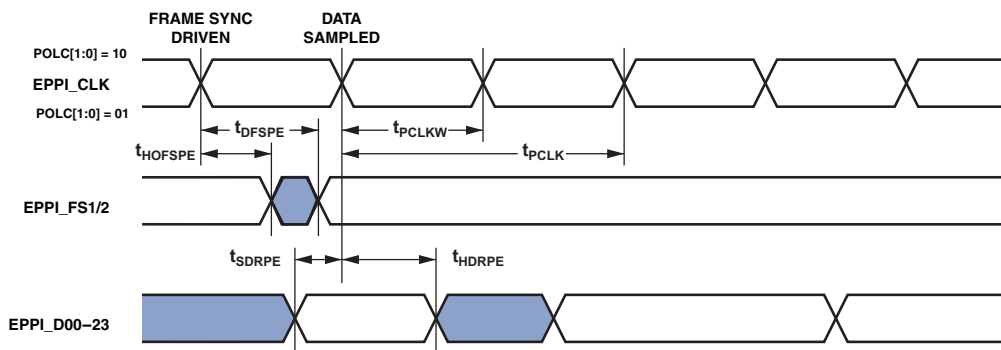 FRAME SYNC
DRIVEN
DATA
SAMPLED
POLC[1:0] = 10
EPPI_CLK
POLC[1:0] = 01
tDFSPE
tPCLKW
tHOFSPE
tPCLK
EPPI_FS1/2
tSDRPE
tHDRPE
EPPI_D00–23